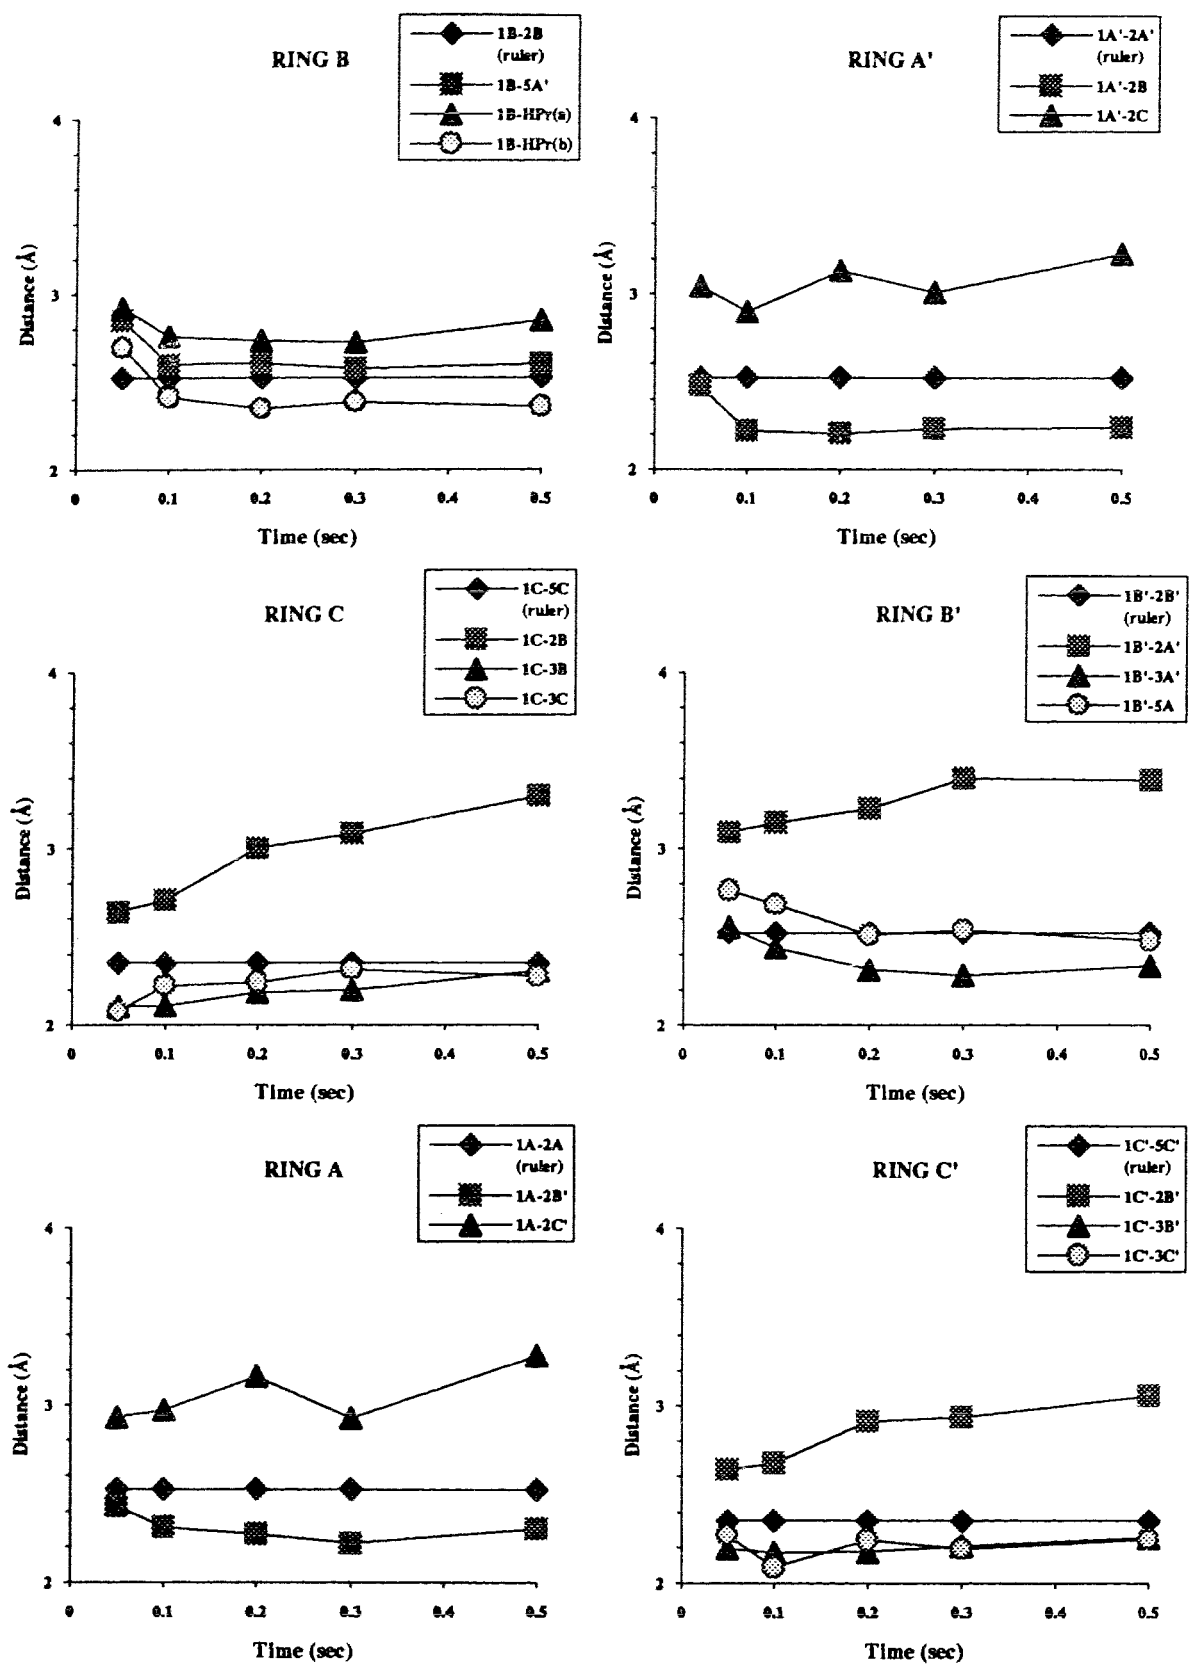 RING B
1B-2B
(ruler)
1B-5A'
1B-HPr(a)
1B-HPr(b)
4
3
2
Distance (Å)
0 0.1 0.2 0.3 0.4 0.5
Time (sec)
RING A'
1A'-2A'
(ruler)
1A'-2B
1A'-2C
4
3
2
Distance (Å)
0 0.1 0.2 0.3 0.4 0.5
Time (sec)
RING C
1C-5C
(ruler)
1C-2B
1C-3B
1C-3C
4
3
2
Distance (Å)
0 0.1 0.2 0.3 0.4 0.5
Time (sec)
RING B'
1B'-2B'
(ruler)
1B'-2A'
1B'-3A'
1B'-5A
4
3
2
Distance (Å)
0 0.1 0.2 0.3 0.4 0.5
Time (sec)
RING A
1A-2A
(ruler)
1A-2B'
1A-2C'
4
3
2
Distance (Å)
0 0.1 0.2 0.3 0.4 0.5
Time (sec)
RING C'
1C'-5C'
(ruler)
1C'-2B'
1C'-3B'
1C'-3C'
4
3
2
Distance (Å)
0 0.1 0.2 0.3 0.4 0.5
Time (sec)